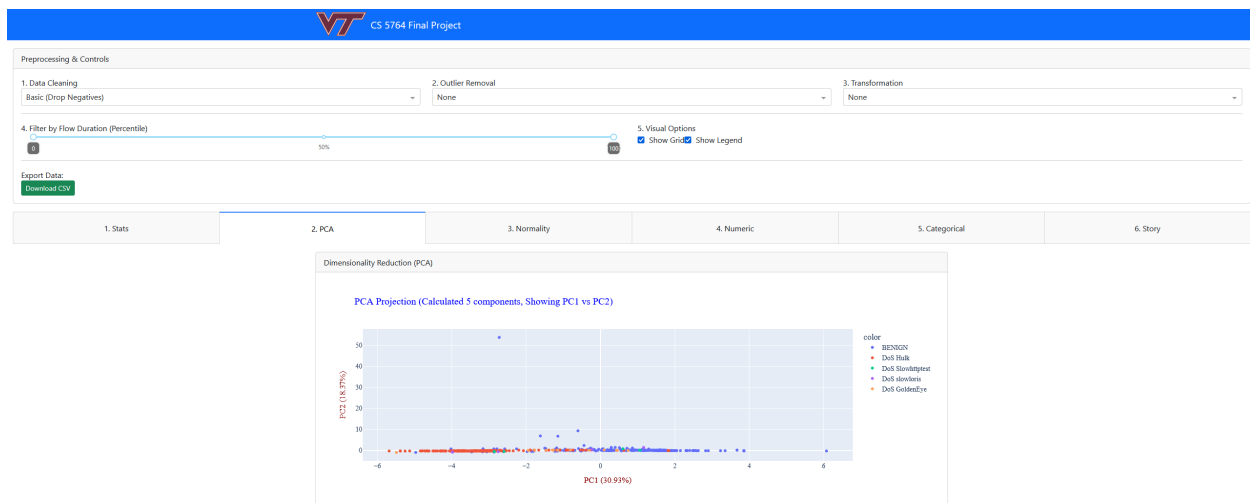 VT CS 5764 Final Project
Preprocessing & Controls
1. Data Cleaning
Basic (Drop Negatives)
2. Outlier Removal
None
3. Transformation
None
4. Filter by Flow Duration (Percentile)
0
50%
100
5. Visual Options
Show Grid Show Legend
Export Data:
Download CSV
1. Stats 2. PCA 3. Normality 4. Numeric 5. Categorical 6. Story
Dimensionality Reduction (PCA)
PCA Projection (Calculated 5 components, Showing PC1 vs PC2)
PC2 (18.37%)
50
40
30
20
10
0
−6 −4 −2 0 2 4 6
PC1 (30.93%)
color
BENIGN
DoS Hulk
DoS Slowhttptest
DoS slowloris
DoS GoldenEye